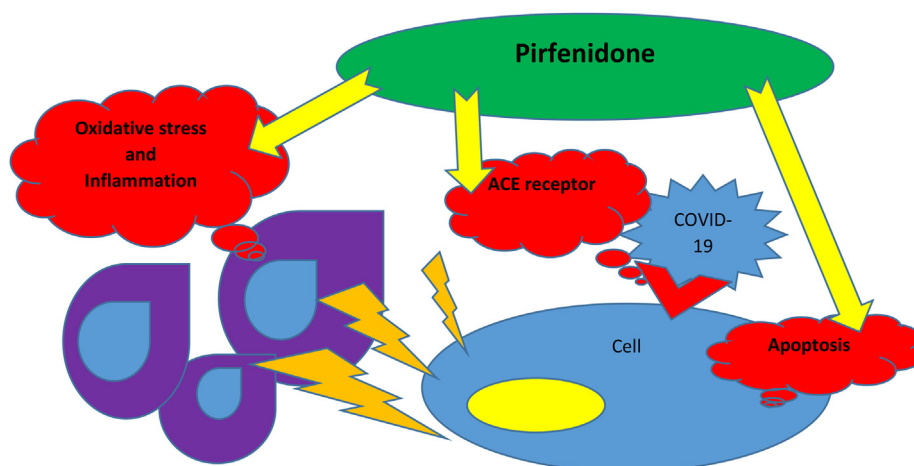 Pirfenidone
Oxidative stress
and
Inflammation
ACE receptor
COVID-
19
Cell
Apoptosis